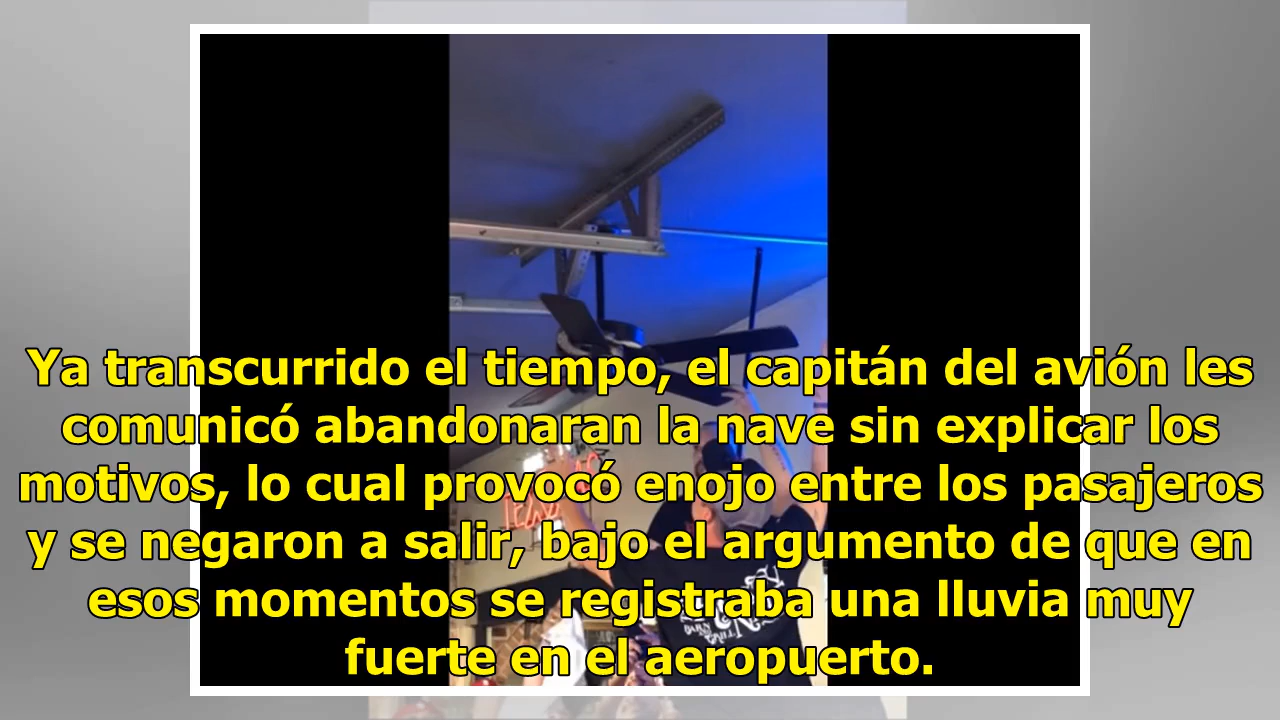 Ya transcurrido el tiempo, el capitán del avión les
comunicó abandonaran la nave sin explicar los
motivos, lo cual provocó enojo entre los pasajeros
y se negaron a salir, bajo el argumento de que en
esos momentos se registraba una lluvia muy
fuerte en el aeropuerto.